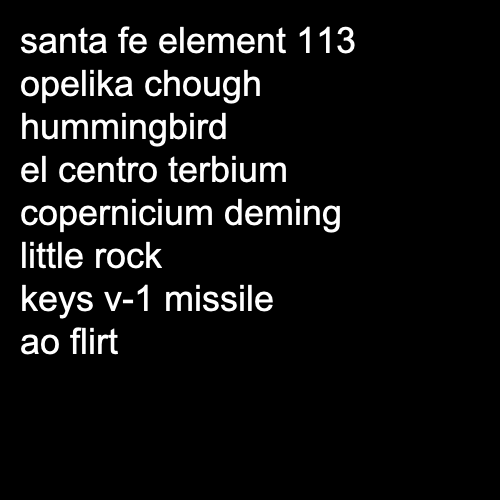 santa fe element 113
opelika chough
hummingbird
el centro terbium
copernicium deming
little rock
keys v-1 missile
ao flirt